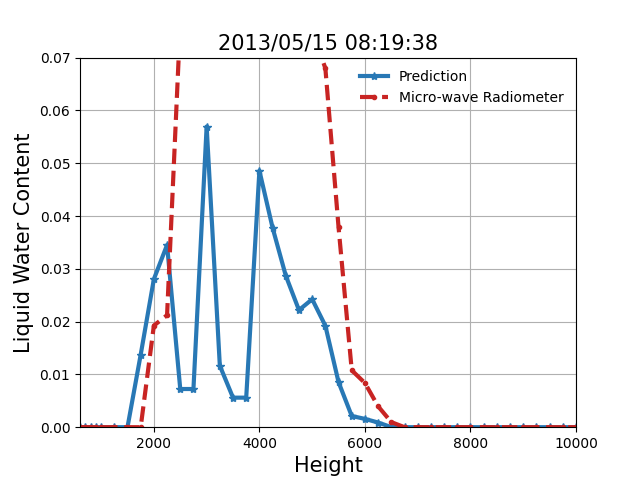 2013/05/15 08:19:38
Prediction
Micro-wave Radiometer
Liquid Water Content
0.07
0.06
0.05
0.04
0.03
0.02
0.01
0.00
2000 4000 6000 8000 10000
Height